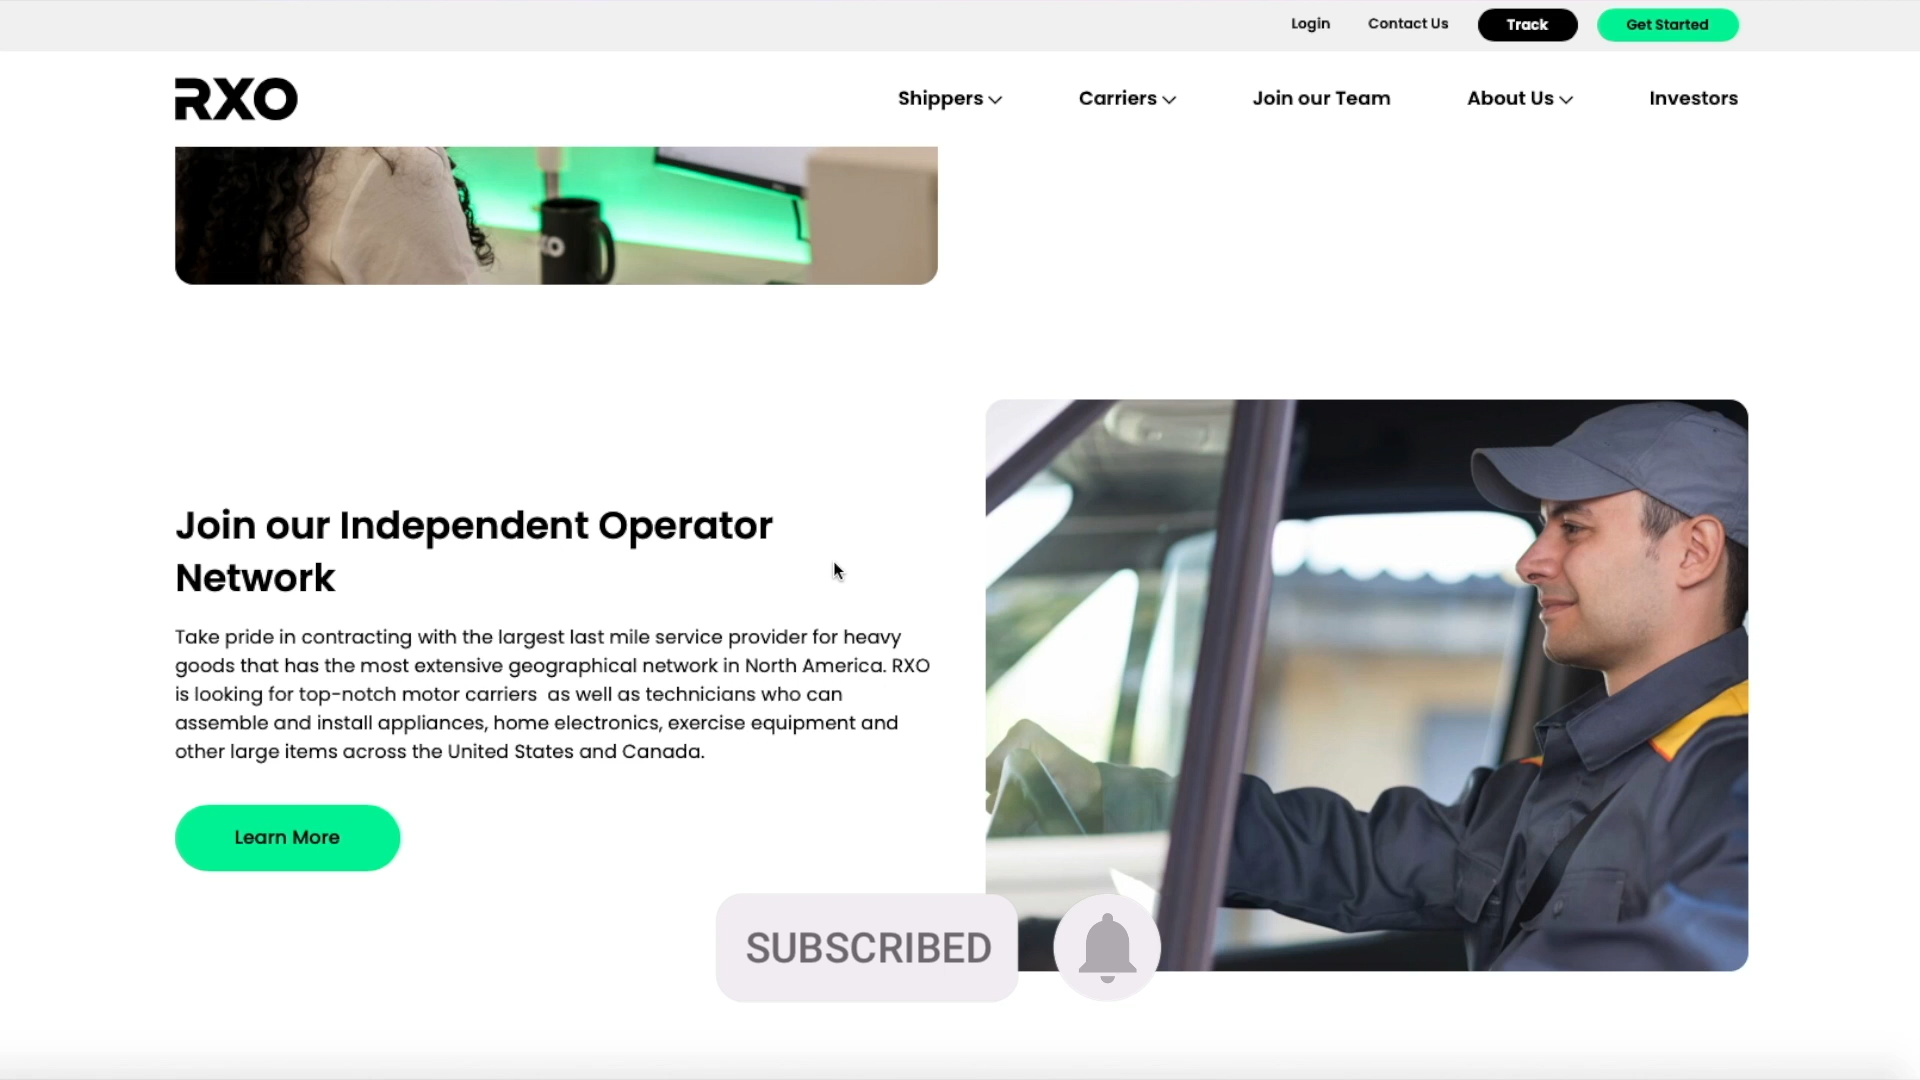 Login Contact Us Track Get Started
RXO Shippers Carriers Join our Team About Us Investors
Join our Independent Operator
Network
Take pride in contracting with the largest last mile service provider for heavy
goods that has the most extensive geographical network in North America. RXO
is looking for top-notch motor carriers as well as technicians who can
assemble and install appliances, home electronics, exercise equipment and
other large items across the United States and Canada.
Learn More
SUBSCRIBED